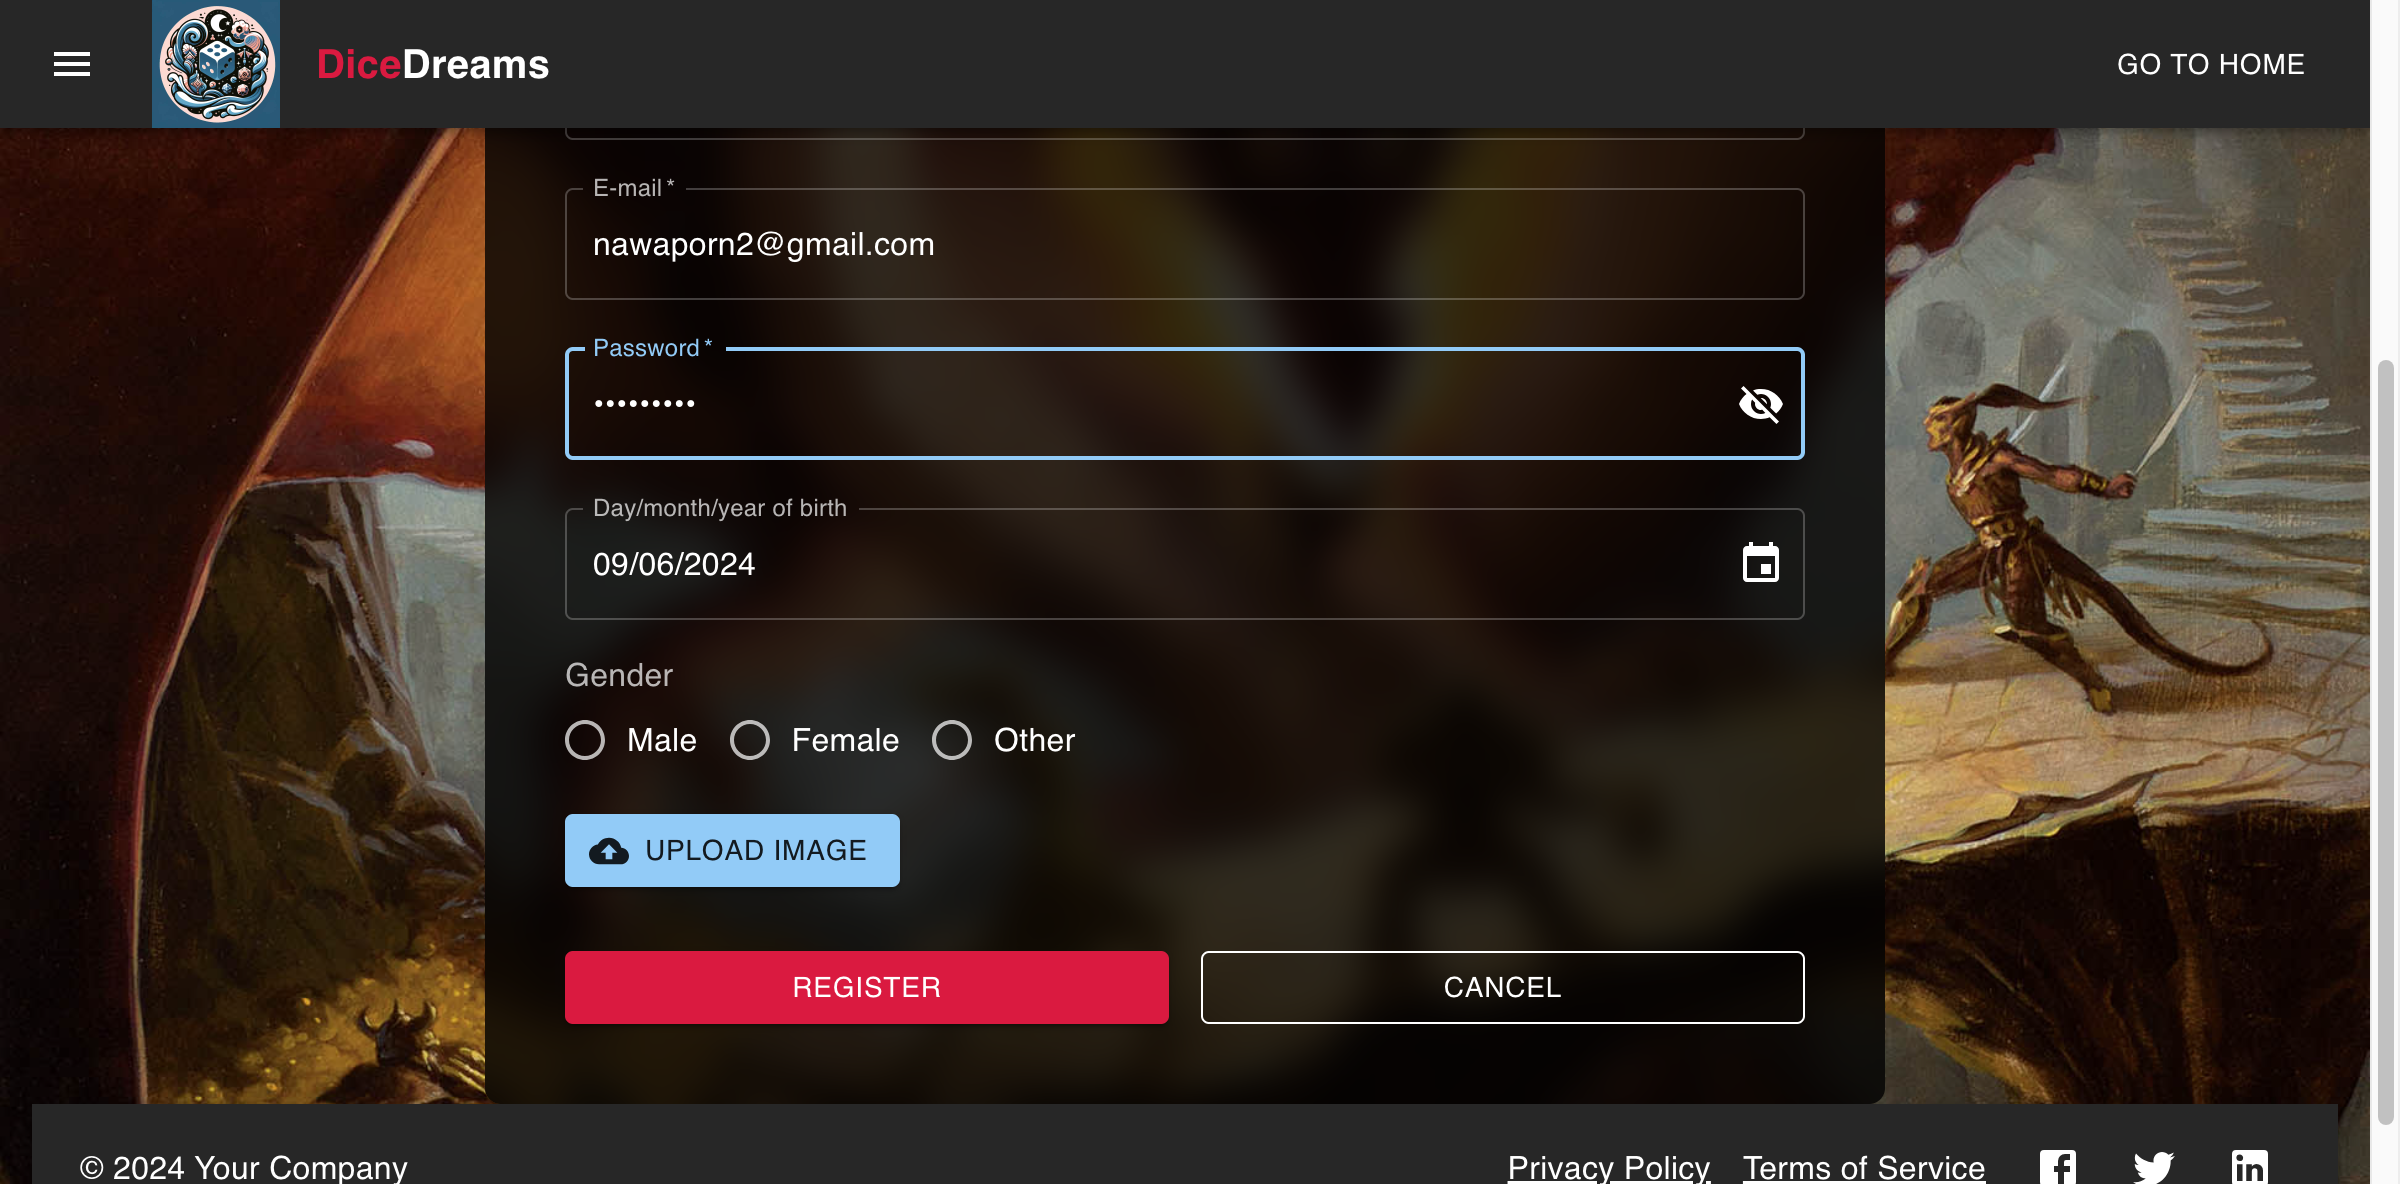 DiceDreams
GO TO HOME
E-mail *
nawaporn2@gmail.com
Password *
•••••••••
Day/month/year of birth
09/06/2024
Gender
Male
Female
Other
UPLOAD IMAGE
REGISTER
CANCEL
© 2024 Your Company
Privacy Policy
Terms of Service